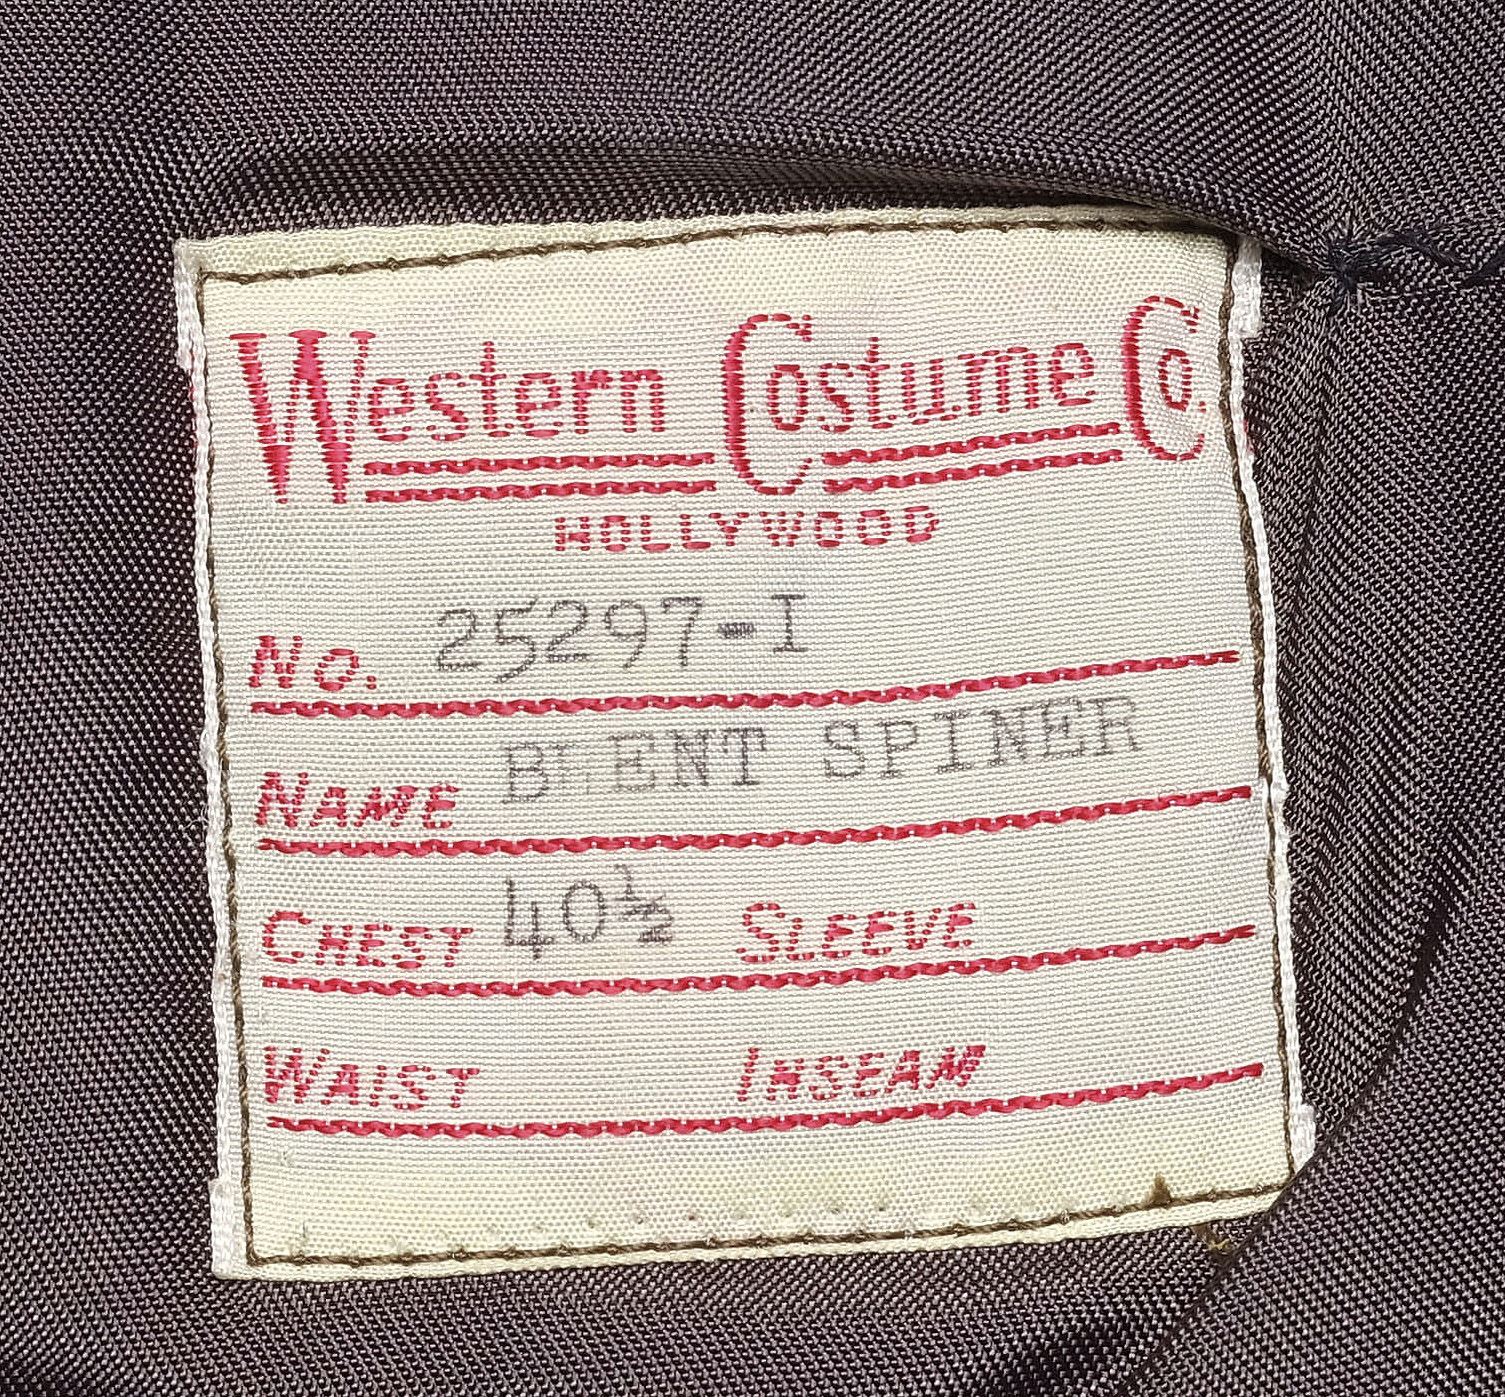 Western Costume Co.
HOLLYWOOD
No. 25297-I
NAME BRENT SPINER
CHEST 40½ SLEEVE
WAIST INSEAM